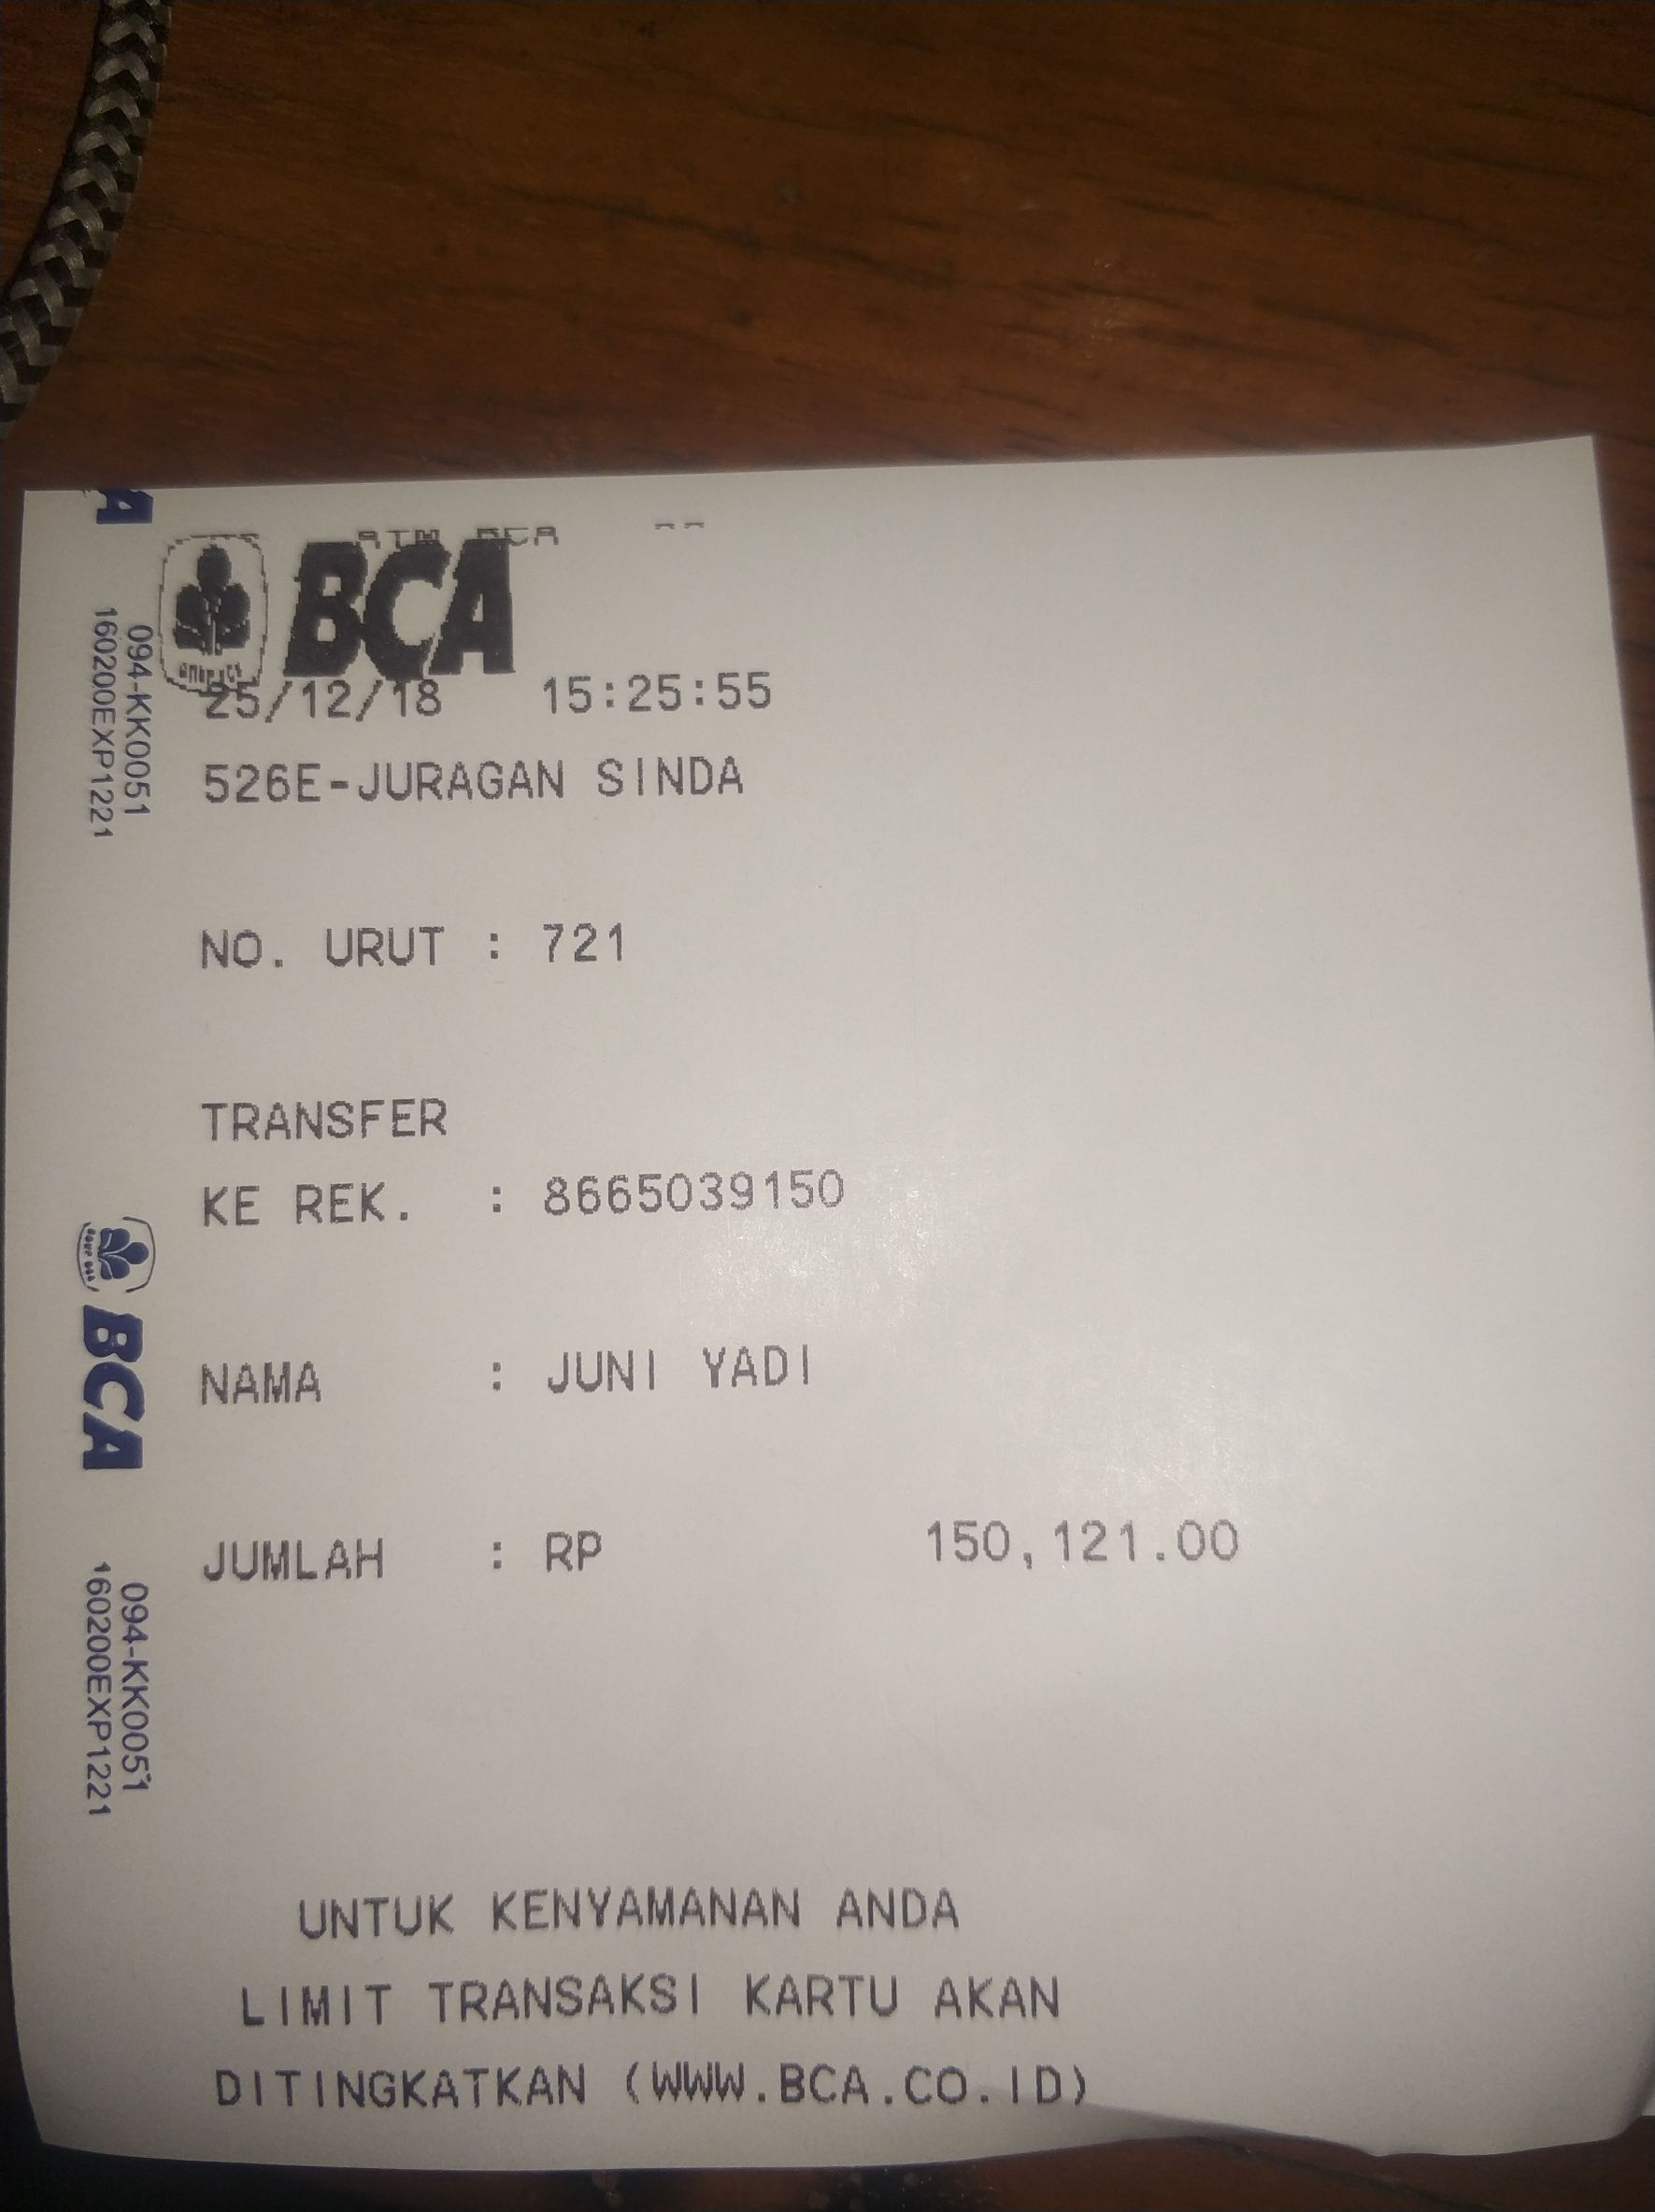 ATM BCA
BCA
25/12/18 15:25:55
526E-JURAGAN SINDA
NO. URUT : 721
TRANSFER
KE REK. : 8665039150
NAMA : JUNI YADI
JUMLAH : RP 150,121.00
UNTUK KENYAMANAN ANDA
LIMIT TRANSAKSI KARTU AKAN
DITINGKATKAN (WWW.BCA.CO.ID)
A
094-KK0051
160200EXP1221
BCA
094-KK0051
160200EXP1221